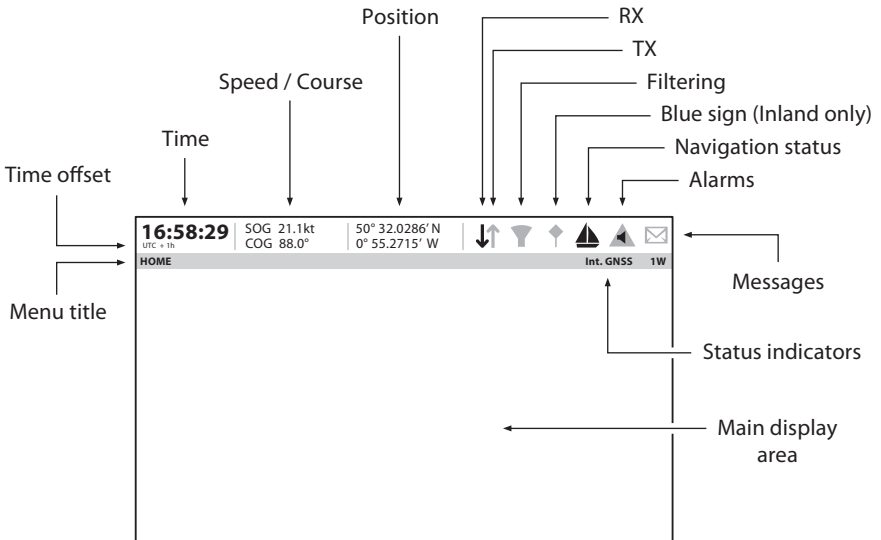 Position
RX
TX
Speed / Course
Filtering
Blue sign (Inland only)
Time
Navigation status
Time offset
Alarms
16:58:29
UTC + 1h
SOG 21.1kt
COG 88.0°
50° 32.0286’ N
0° 55.2715’ W
HOME
Int. GNSS 1W
Messages
Menu title
Status indicators
Main display
area